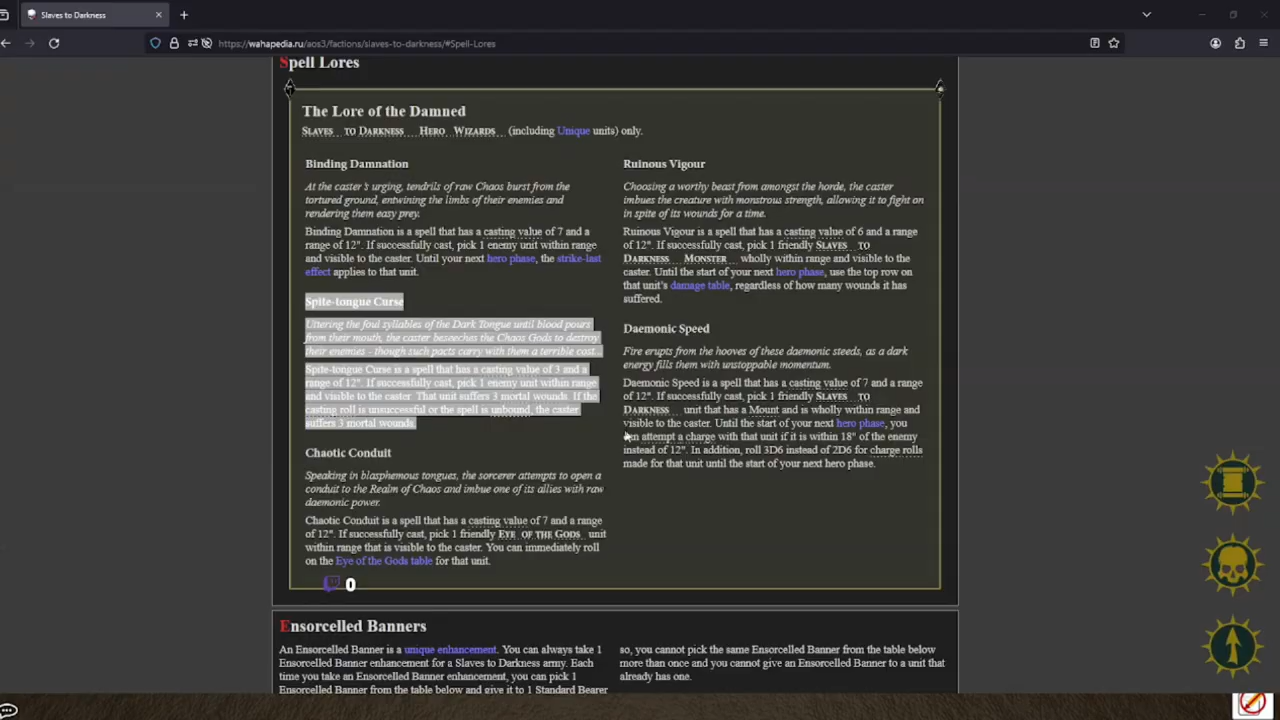 Slaves to Darkness
https://wahapedia.ru/aos3/factions/slaves-to-darkness/#Spell-Lores
Spell Lores
The Lore of the Damned
SLAVES TO DARKNESS HERO WIZARDS (including Unique units) only.
Binding Damnation
At the caster's urging, tendrils of raw Chaos burst from the
tortured ground, entwining the limbs of their enemies and
rendering them easy prey.
Binding Damnation is a spell that has a casting value of 7 and a
range of 12". If successfully cast, pick 1 enemy unit within range
and visible to the caster. Until your next hero phase, the strike-last
effect applies to that unit.
Spite-tongue Curse
Uttering the foul syllables of the Dark Tongue until blood pours
from their mouth, the caster beseeches the Chaos Gods to destroy
their enemies - though such pacts carry with them a terrible cost...
Spite-tongue Curse is a spell that has a casting value of 3 and a
range of 12". If successfully cast, pick 1 enemy unit within range
and visible to the caster. That unit suffers 3 mortal wounds. If the
casting roll is unsuccessful or the spell is unbound, the caster
suffers 3 mortal wounds.
Chaotic Conduit
Speaking in blasphemous tongues, the sorcerer attempts to open a
conduit to the Realm of Chaos and imbue one of its allies with raw
daemonic power.
Chaotic Conduit is a spell that has a casting value of 7 and a range
of 12". If successfully cast, pick 1 friendly EYE OF THE GODS unit
within range that is visible to the caster. You can immediately roll
on the Eye of the Gods table for that unit.
0
Ruinous Vigour
Choosing a worthy beast from amongst the horde, the caster
imbues the creature with monstrous strength, allowing it to fight on
in spite of its wounds for a time.
Ruinous Vigour is a spell that has a casting value of 6 and a range
of 12". If successfully cast, pick 1 friendly SLAVES TO
DARKNESS MONSTER wholly within range and visible to the
caster. Until the start of your next hero phase, use the top row on
that unit's damage table, regardless of how many wounds it has
suffered.
Daemonic Speed
Fire erupts from the hooves of these daemonic steeds, as a dark
energy fills them with unstoppable momentum.
Daemonic Speed is a spell that has a casting value of 7 and a range
of 12". If successfully cast, pick 1 friendly SLAVES TO
DARKNESS unit that has a Mount and is wholly within range and
visible to the caster. Until the start of your next hero phase, you
can attempt a charge with that unit if it is within 18" of the enemy
instead of 12". In addition, roll 3D6 instead of 2D6 for charge rolls
made for that unit until the start of your next hero phase.
Ensorcelled Banners
An Ensorcelled Banner is a unique enhancement. You can always take 1
Ensorcelled Banner enhancement for a Slaves to Darkness army. Each
time you take an Ensorcelled Banner enhancement, you can pick 1
Ensorcelled Banner from the table below and give it to 1 Standard Bearer
so, you cannot pick the same Ensorcelled Banner from the table below
more than once and you cannot give an Ensorcelled Banner to a unit that
already has one.